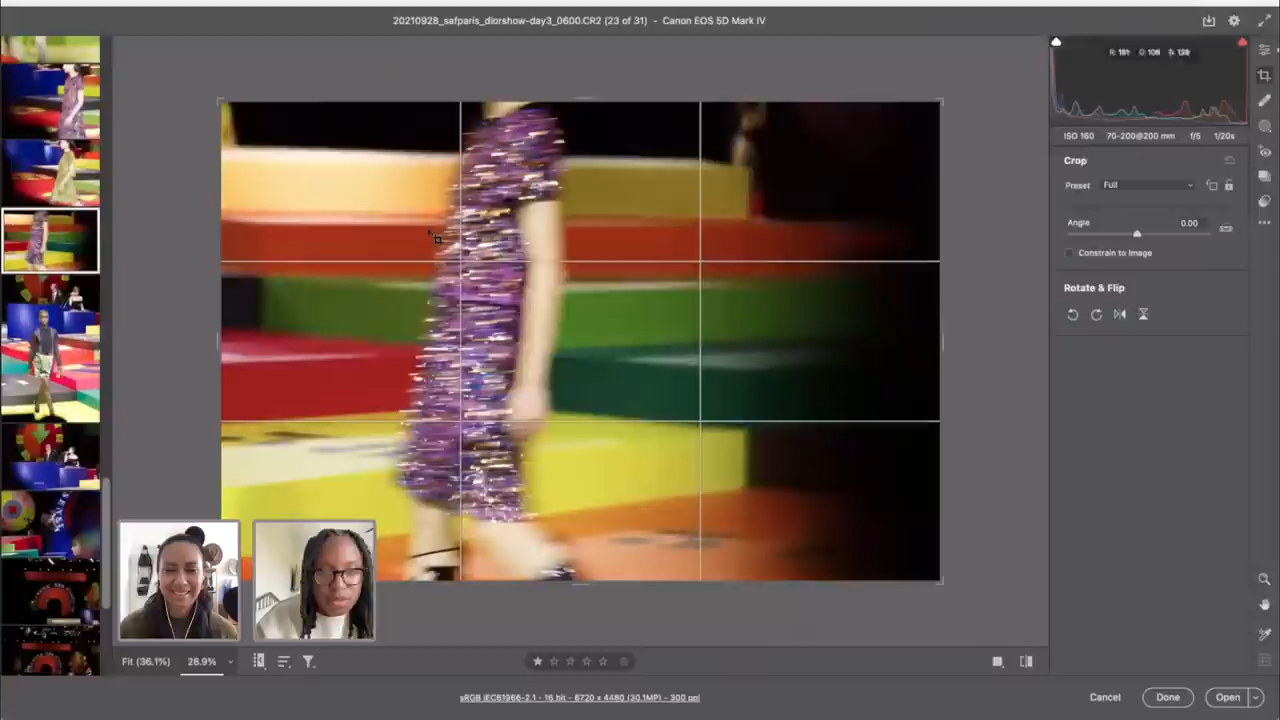 20210928_safparis_diorshow-day3_0600.CR2 (23 of 31) - Canon EOS 5D Mark IV
ISO 160 70-200@200 mm f/5 1/20s
Crop
Preset Full
Angle 0.00
Constrain to Image
Rotate & Flip
Fit (36.1%) 28.9%
sRGB IEC61966-2.1 - 16 bit - 6720 x 4480 (30.1MP) - 300 ppi
Cancel Done Open